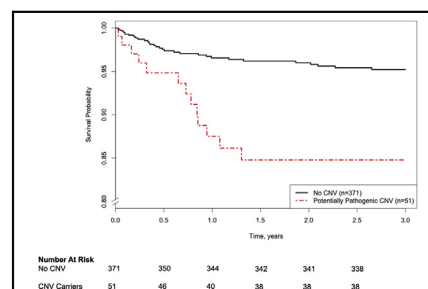 1.00
0.95
0.90
0.85
0.80
Survival Probability
0.0 0.5 1.0 1.5 2.0 2.5 3.0
Time, years
No CNV (n=371)
Potentially Pathogenic CNV (n=51)
Number At Risk
No CNV 371 350 344 342 341 338
CNV Carriers 51 46 40 38 38 38